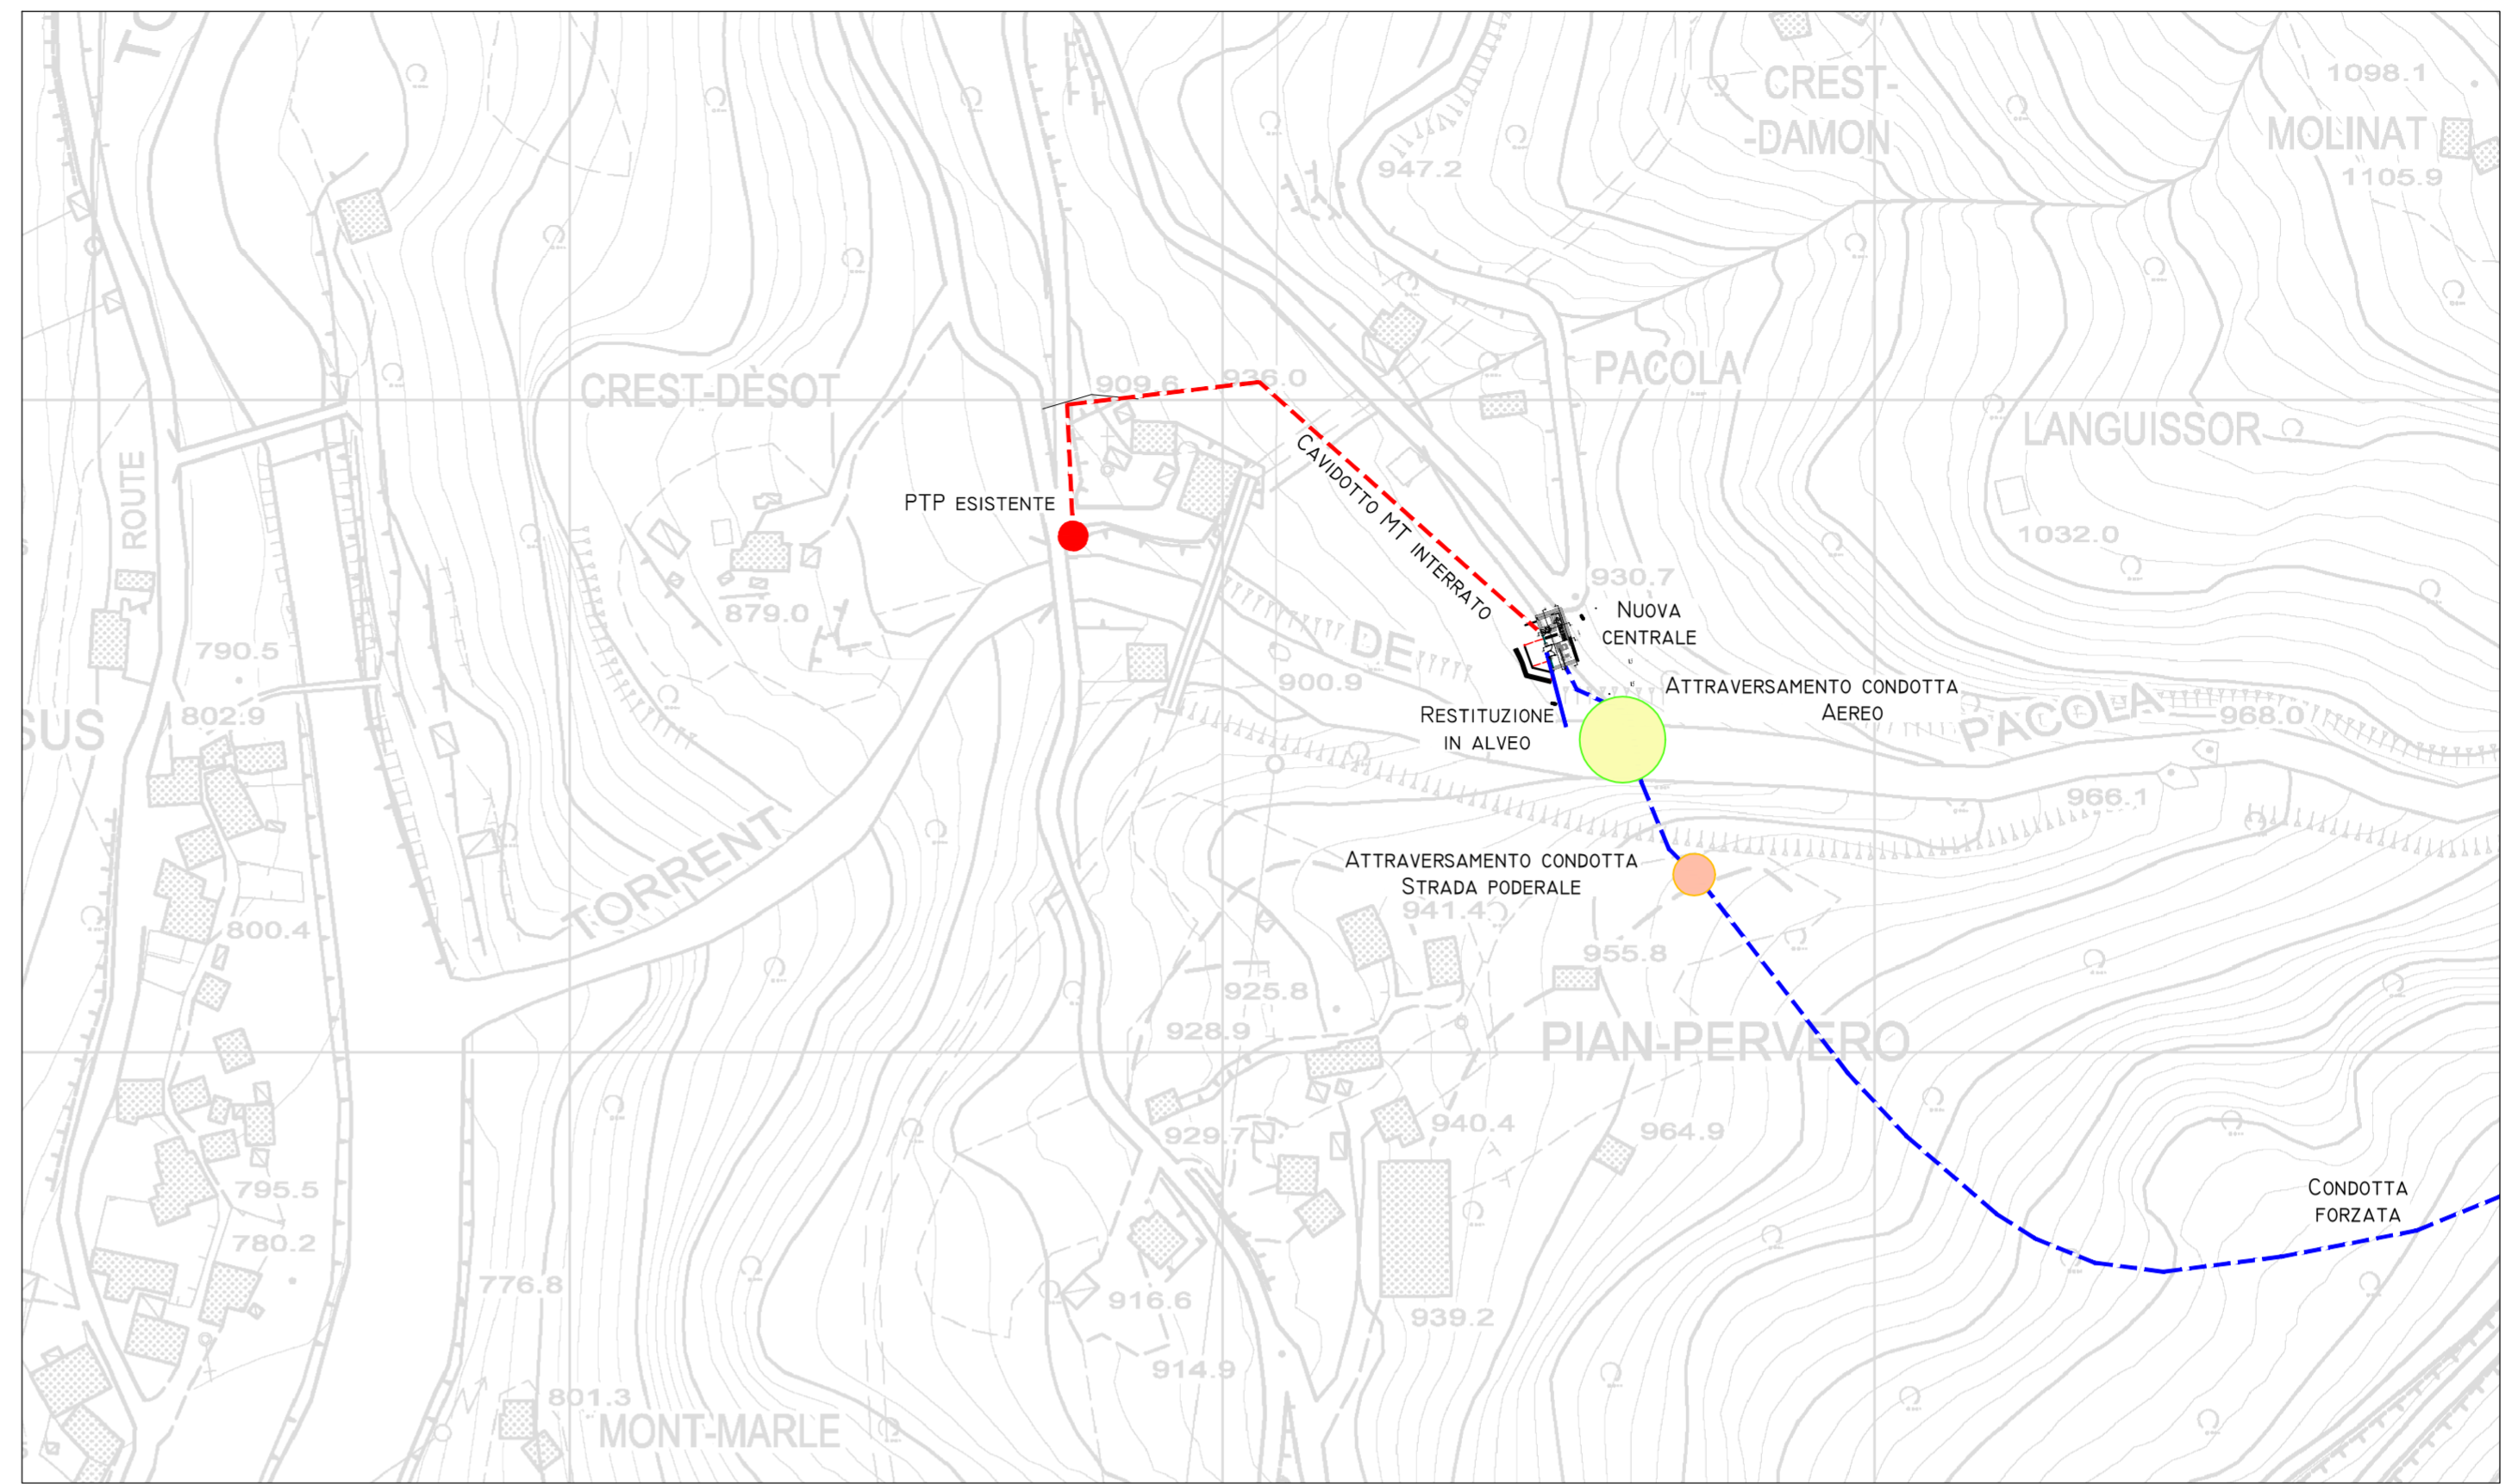 CREST-
-DAMON
1098.1
MOLINAT
1105.9
947.2
PACOLA
CREST-DÈSOT
909.6
936.0
LANGUISSOR
ROUTE
PTP ESISTENTE
CAVIDOTTO MT INTERRATO
1032.0
930.7
NUOVA
CENTRALE
879.0
790.5
DE
900.9
ATTRAVERSAMENTO CONDOTTA
AEREO
RESTITUZIONE
IN ALVEO
PACOLA
968.0
802.9
SUS
966.1
TORRENT
ATTRAVERSAMENTO CONDOTTA
STRADA PODERALE
941.4
800.4
955.8
925.8
928.9
PIAN-PERVERO
940.4
964.9
929.7
795.5
CONDOTTA
FORZATA
780.2
776.8
916.6
939.2
914.9
801.3
MONT-MARLE